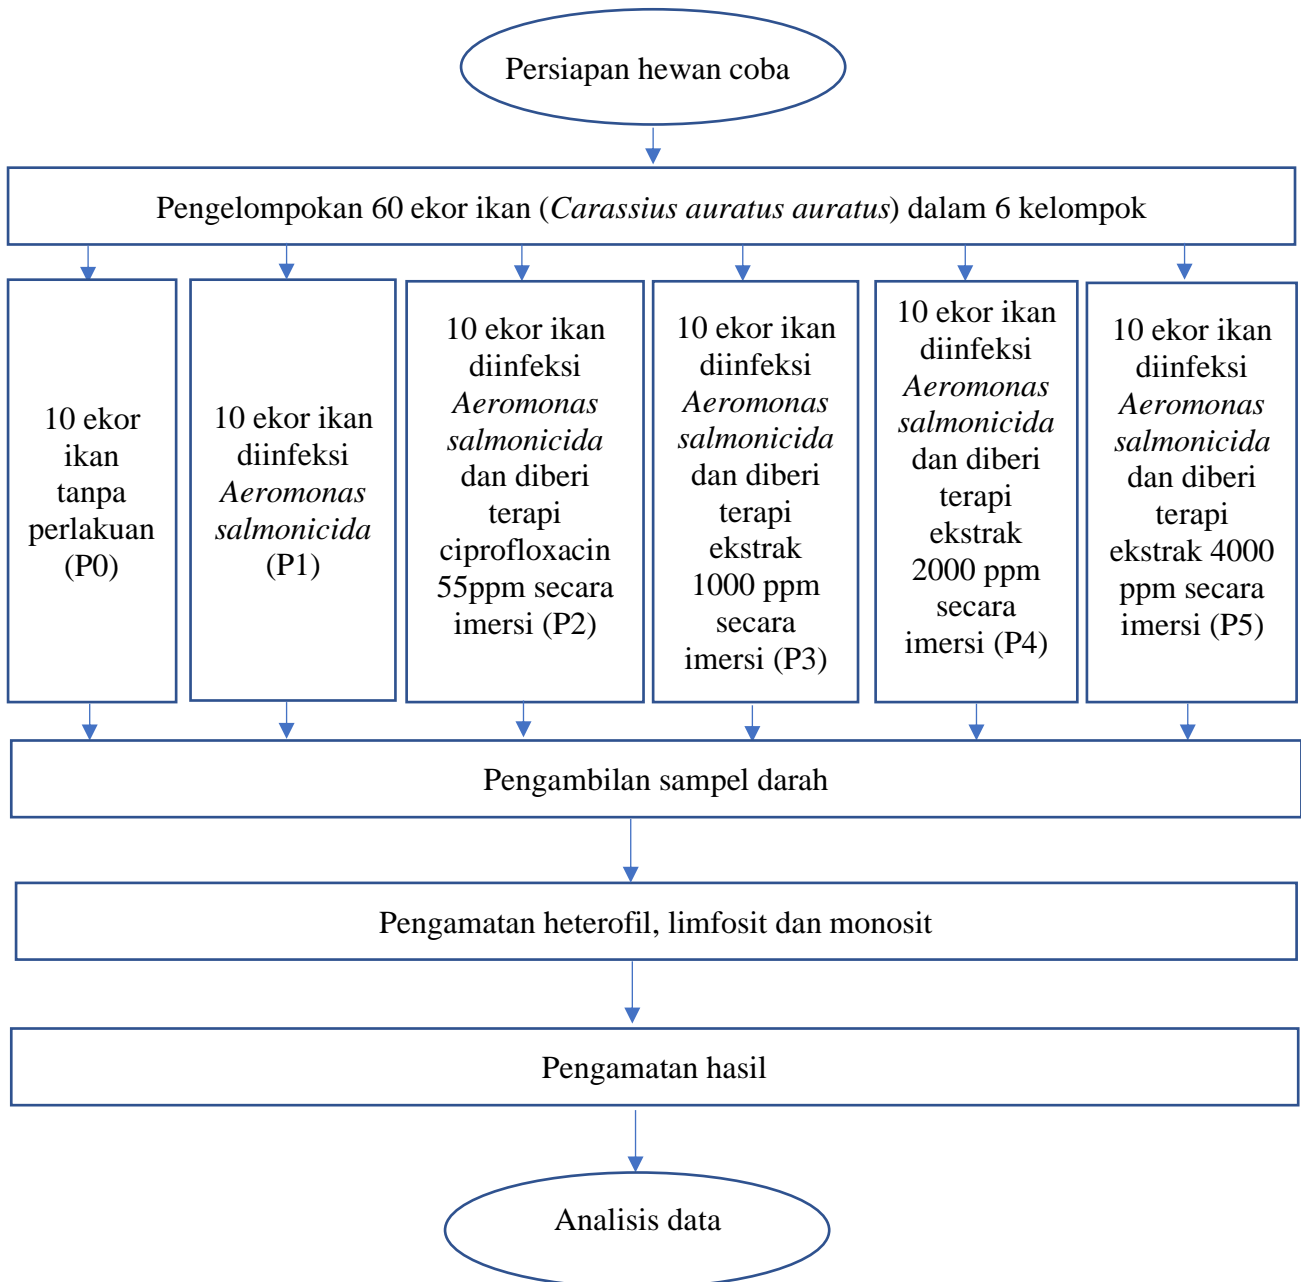 Persiapan hewan coba
Pengelompokan 60 ekor ikan (Carassius auratus auratus) dalam 6 kelompok
10 ekor
ikan
tanpa
perlakuan
(P0)
10 ekor ikan
diinfeksi
Aeromonas
salmonicida
(P1)
10 ekor ikan
diinfeksi
Aeromonas
salmonicida
dan diberi
terapi
ciprofloxacin
55ppm secara
imersi (P2)
10 ekor ikan
diinfeksi
Aeromonas
salmonicida
dan diberi
terapi
ekstrak
1000 ppm
secara
imersi (P3)
10 ekor ikan
diinfeksi
Aeromonas
salmonicida
dan diberi
terapi
ekstrak
2000 ppm
secara
imersi (P4)
10 ekor ikan
diinfeksi
Aeromonas
salmonicida
dan diberi
terapi
ekstrak 4000
ppm secara
imersi (P5)
Pengambilan sampel darah
Pengamatan heterofil, limfosit dan monosit
Pengamatan hasil
Analisis data